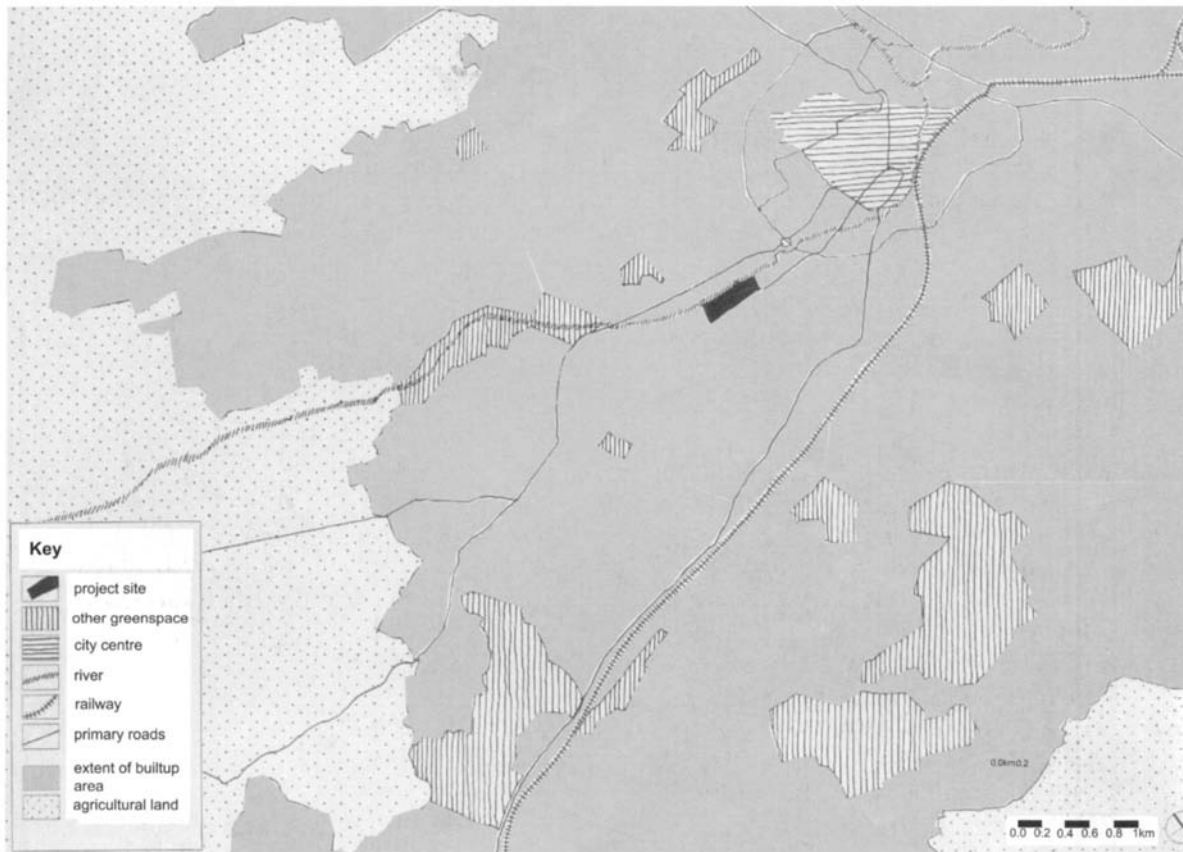 Key
project site
other greenspace
city centre
river
railway
primary roads
extent of builtup
area
agricultural land
0.0km0.2
0.0 0.2 0.4 0.6 0.8 1km